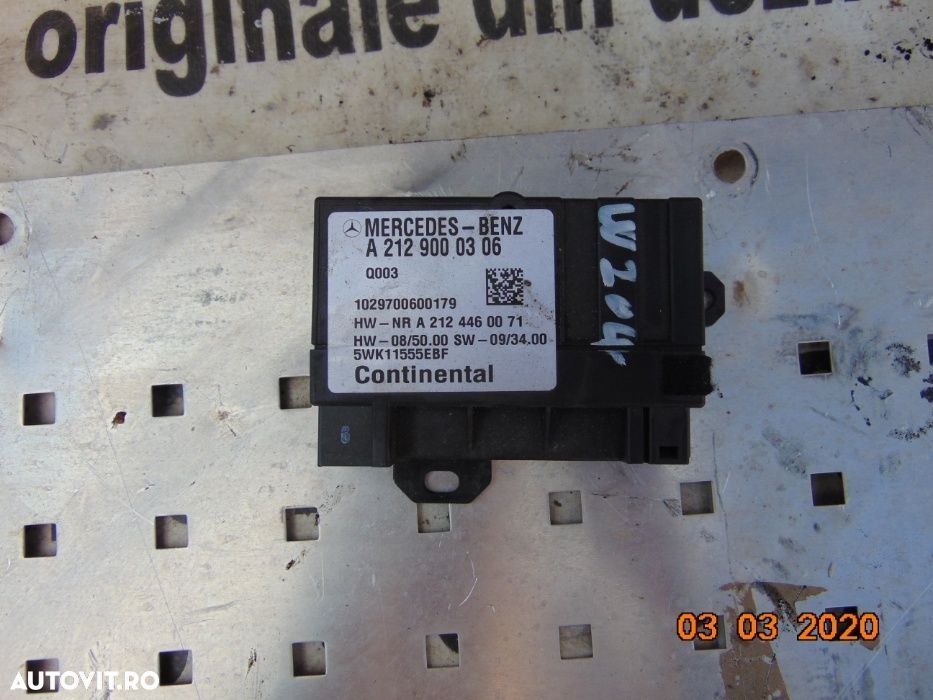 originale din dezm
MERCEDES-BENZ
A 212 900 03 06
Q003
1029700600179
HW-NR A 212 446 00 71
HW-08/50.00 SW-09/34.00
5WK11555EBF
Continental
W204
03 03 2020
AUTOVIT.RO